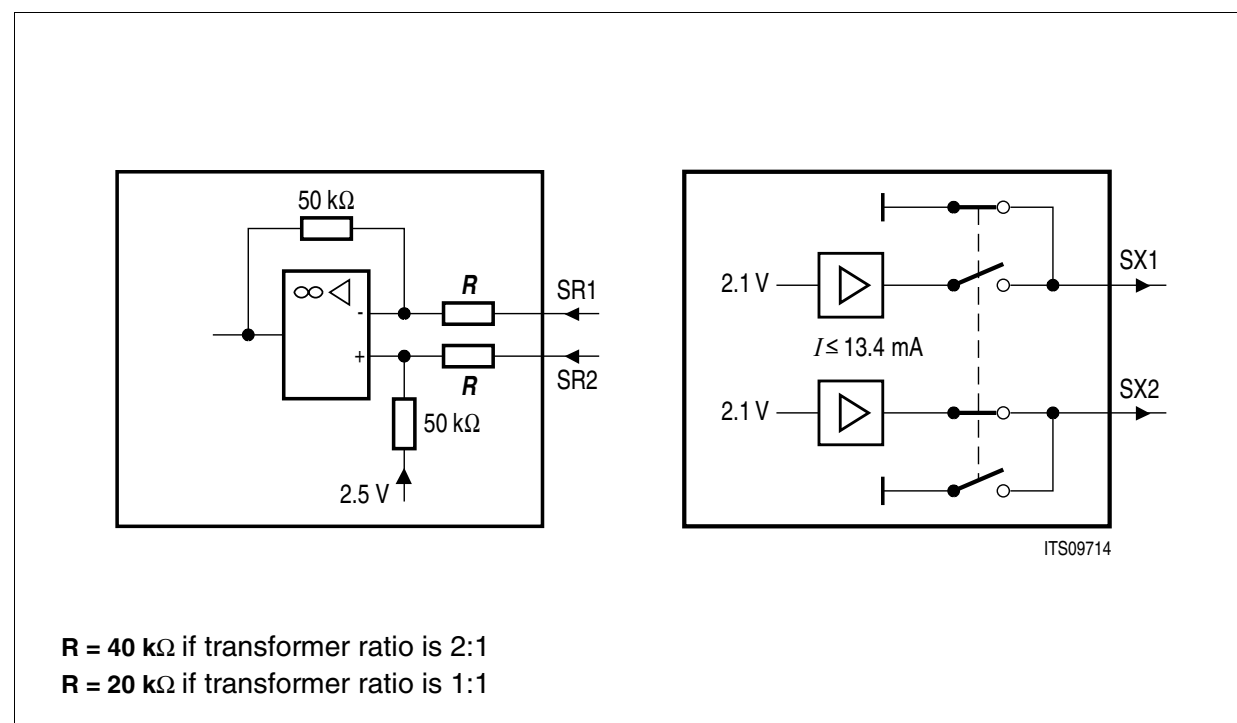 50 kΩ
∞
-
+
R
SR1
R
SR2
50 kΩ
2.5 V
2.1 V
SX1
I ≤ 13.4 mA
2.1 V
SX2
ITS09714
R = 40 kΩ if transformer ratio is 2:1
R = 20 kΩ if transformer ratio is 1:1